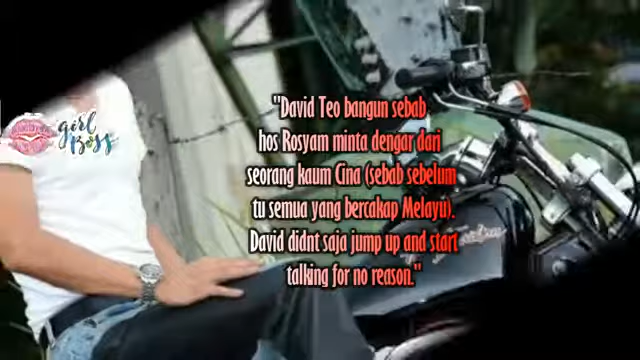 girl
BOSS
"David Teo bangun sebab
hos Rosyam minta dengar dari
seorang kaum Cina (sebab sebelum
tu semua yang bercakap Melayu).
David didnt saja jump up and start
talking for no reason."